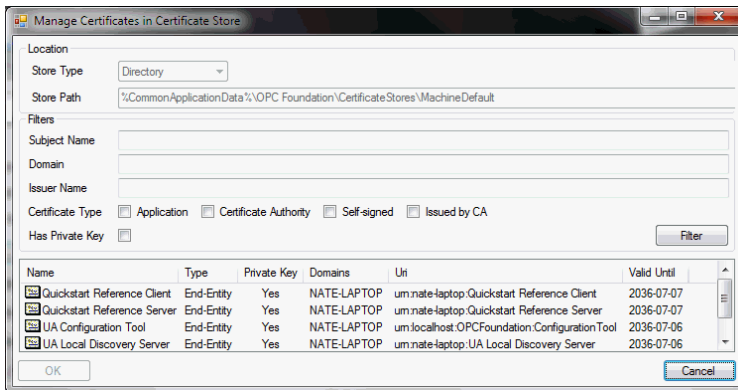 Manage Certificates in Certificate Store
Location
Store Type Directory
Store Path %CommonApplicationData%\OPC Foundation\CertificateStores\MachineDefault
Filters
Subject Name
Domain
Issuer Name
Certificate Type Application Certificate Authority Self-signed Issued by CA
Has Private Key Filter
Name Type Private Key Domains Uri Valid Until
Quickstart Reference Client End-Entity Yes NATE-LAPTOP urn:nate-laptop:Quickstart Reference Client 2036-07-07
Quickstart Reference Server End-Entity Yes NATE-LAPTOP urn:nate-laptop:Quickstart Reference Server 2036-07-07
UA Configuration Tool End-Entity Yes NATE-LAPTOP urn:localhost:OPCFoundation:ConfigurationTool 2036-07-06
UA Local Discovery Server End-Entity Yes NATE-LAPTOP urn:nate-laptop:UA Local Discovery Server 2036-07-06
OK Cancel